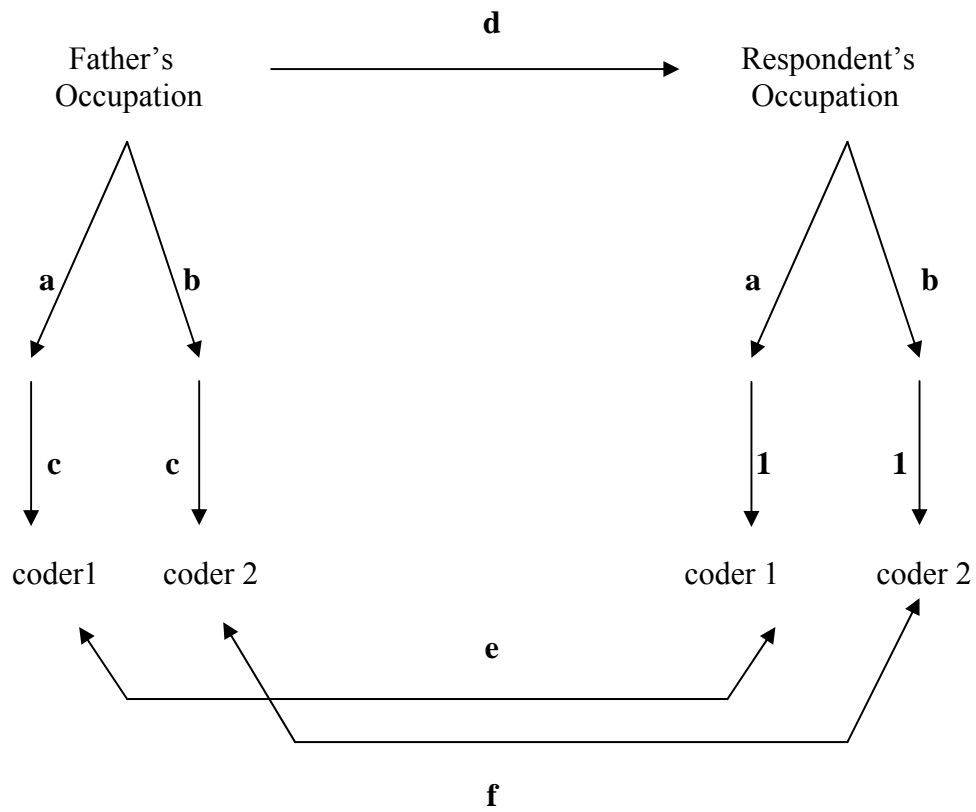 d
Father’s
Occupation
Respondent’s
Occupation
a
b
a
b
c
c
1
1
coder1
coder 2
coder 1
coder 2
e
f